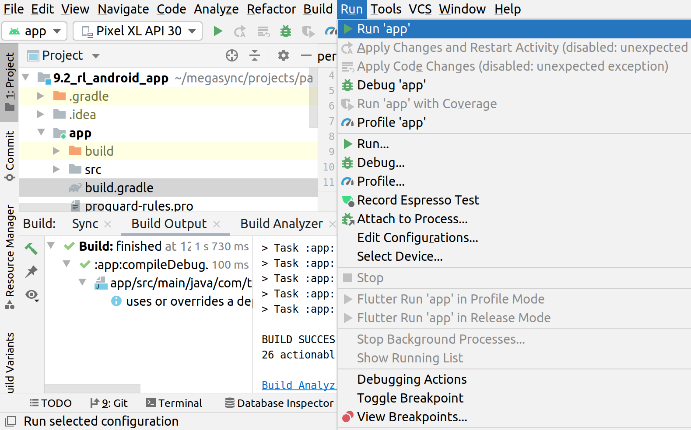 File Edit View Navigate Code Analyze Refactor Build Run Tools VCS Window Help
app Pixel XL API 30
Project
9.2_rl_android_app ~/megasync/projects/pa
.gradle
.idea
app
build
src
build.gradle
proguard-rules.pro
1: Project
Commit
Resource Manager
uild Variants
per
4
5
6
7
8
9
10
11
Build: Sync Build Output Build Analyzer
Build: finished at 12 1 s 730 ms
:app:compileDebug. 100 ms
app/src/main/java/com/t
uses or overrides a de
> Task :app:
> Task :app:
> Task :app:
> Task :app:
> Task :app:
BUILD SUCCES
26 actionabl
Build Analyz
Run 'app'
Apply Changes and Restart Activity (disabled: unexpected
Apply Code Changes (disabled: unexpected exception)
Debug 'app'
Run 'app' with Coverage
Profile 'app'
Run...
Debug...
Profile...
Record Espresso Test
Attach to Process...
Edit Configurations...
Select Device...
Stop
Flutter Run 'app' in Profile Mode
Flutter Run 'app' in Release Mode
Stop Background Processes...
Show Running List
Debugging Actions
Toggle Breakpoint
View Breakpoints...
TODO 9: Git Terminal Database Inspector
Run selected configuration